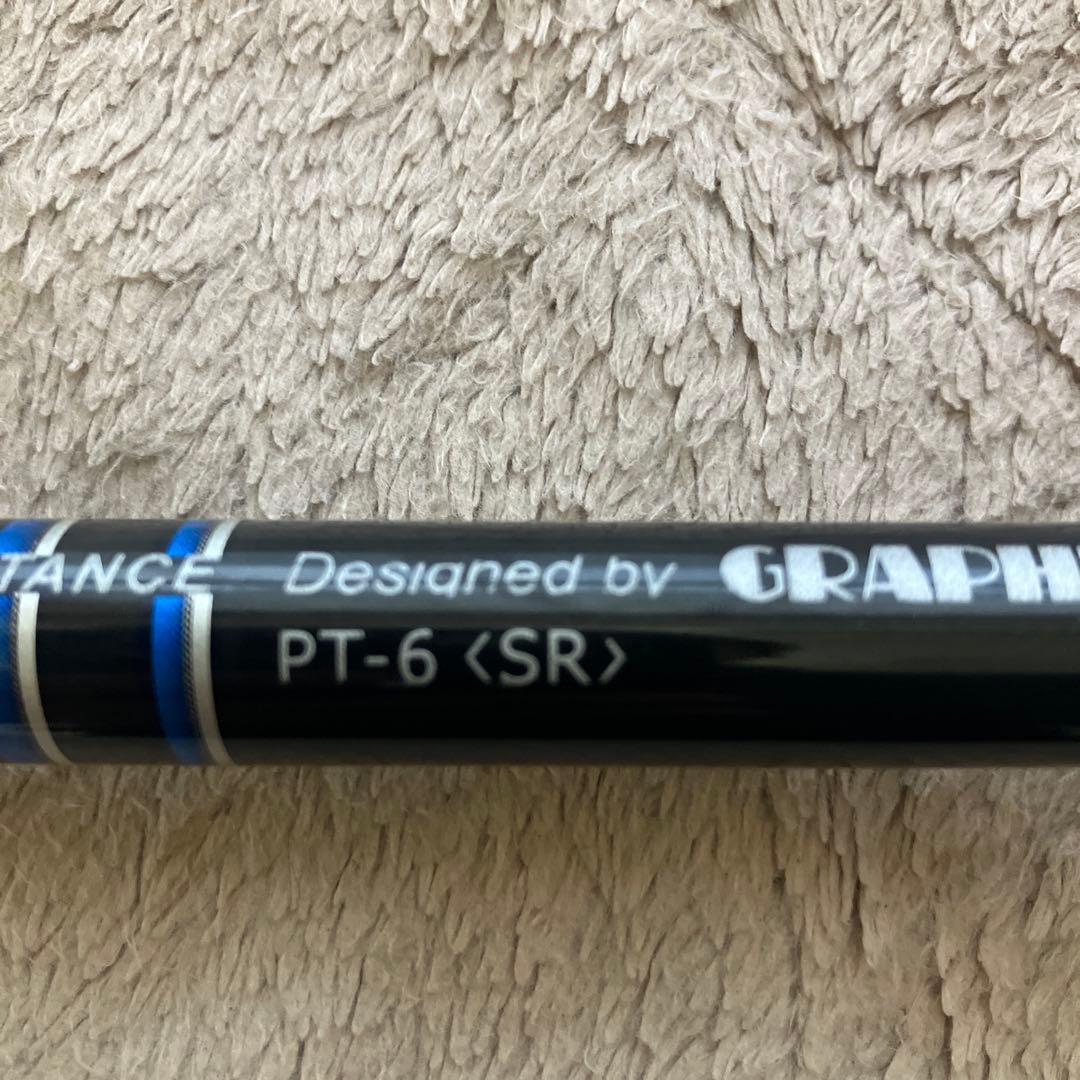 TANCE Designed by GRAPH
PT-6 〈SR〉